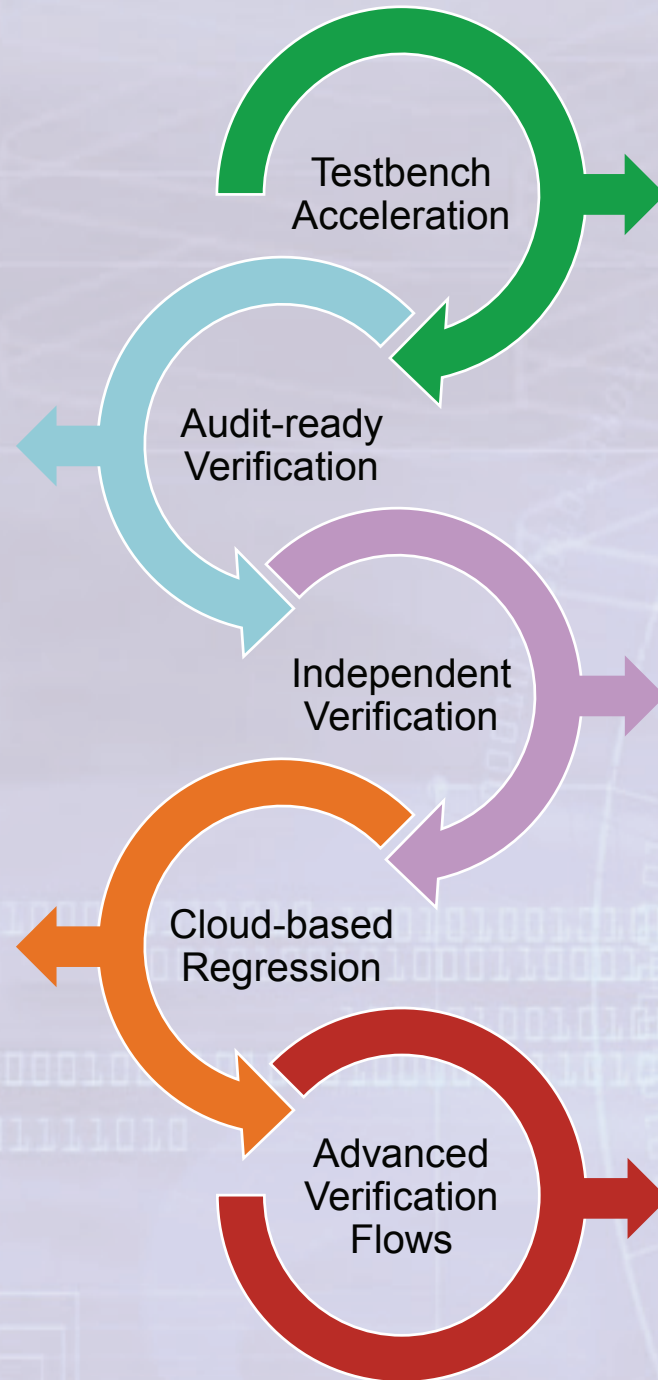 Testbench
Acceleration
Audit-ready
Verification
Independent
Verification
Cloud-based
Regression
Advanced
Verification
Flows